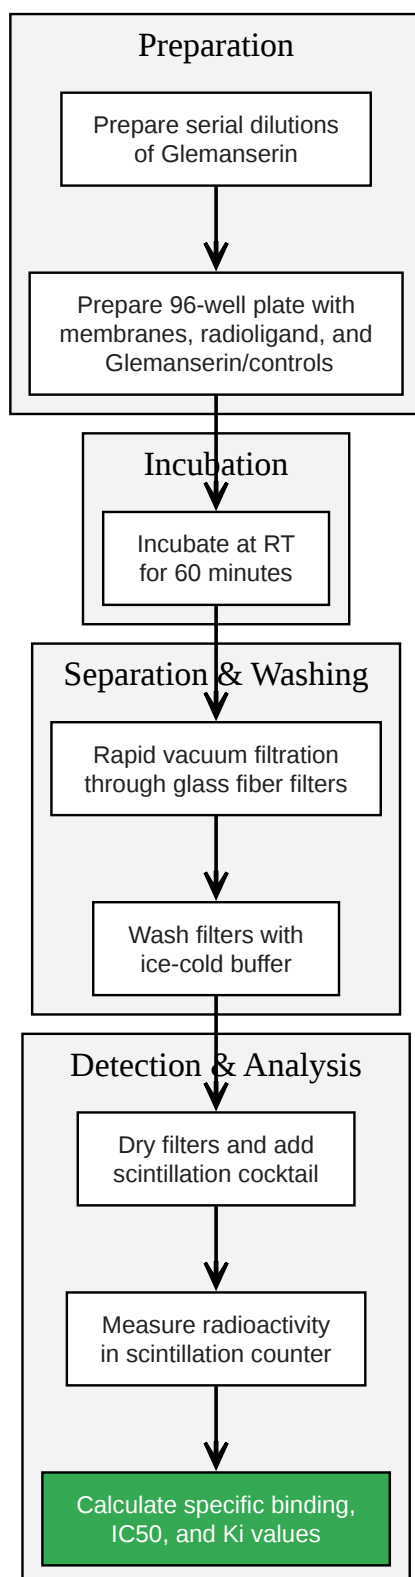 Preparation
Prepare serial dilutions
of Glemanserin
Prepare 96-well plate with
membranes, radioligand, and
Glemanserin/controls
Incubation
Incubate at RT
for 60 minutes
Separation & Washing
Rapid vacuum filtration
through glass fiber filters
Wash filters with
ice-cold buffer
Detection & Analysis
Dry filters and add
scintillation cocktail
Measure radioactivity
in scintillation counter
Calculate specific binding,
IC50, and Ki values